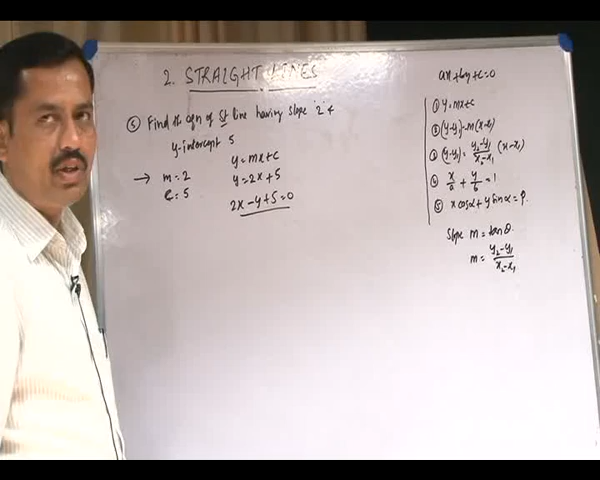 2. STRAIGHT LINES
⑤ Find the eqn of St line having slope '2 &
y-intercept 5
→ m = 2
c = 5
y = mx+c
y = 2x + 5
2x - y + 5 = 0
ax + by + c = 0
① y = mx + c
② (y-y₁) = m(x-x₁)
③ (y-y₁) = y₂-y₁/x₂-x₁ (x-x₁)
④ x/a + y/b = 1
⑤ x cosα + y sinα = P.
Slope m = tanθ.
m = y₂-y₁/x₂-x₁